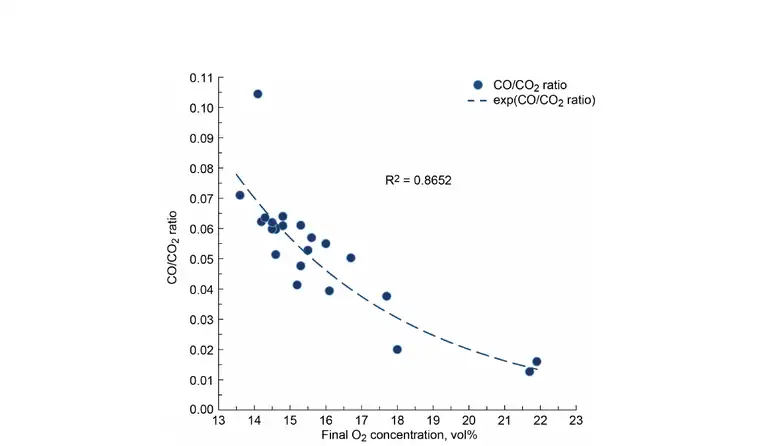 CO/CO₂ ratio
exp(CO/CO₂ ratio)
R² = 0.8652
CO/CO₂ ratio
0.11
0.10
0.09
0.08
0.07
0.06
0.05
0.04
0.03
0.02
0.01
0.00
13 14 15 16 17 18 19 20 21 22 23
Final O₂ concentration, vol%